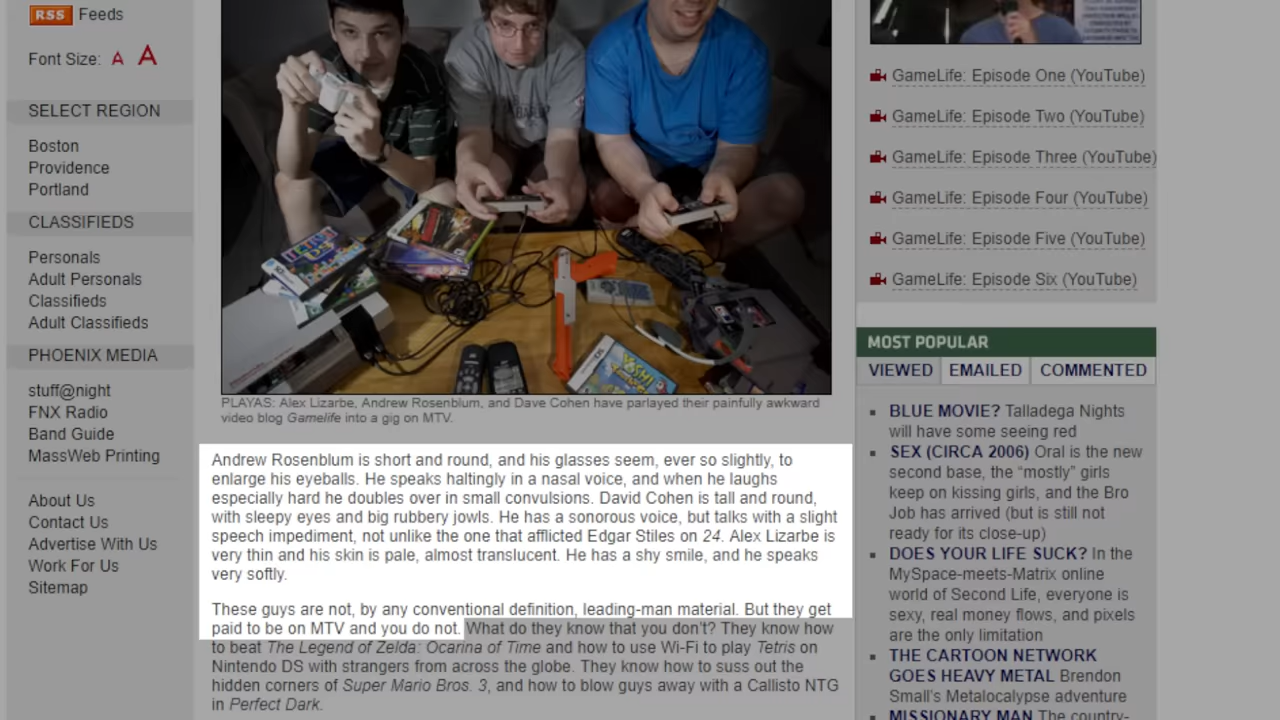 RSS Feeds
Font Size: A A
SELECT REGION
Boston
Providence
Portland
CLASSIFIEDS
Personals
Adult Personals
Classifieds
Adult Classifieds
PHOENIX MEDIA
stuff@night
FNX Radio
Band Guide
MassWeb Printing
About Us
Contact Us
Advertise With Us
Work For Us
Sitemap
TETRIS DS
YOSHI
PLAYAS: Alex Lizarbe, Andrew Rosenblum, and Dave Cohen have parlayed their painfully awkward
video blog Gamelife into a gig on MTV.
Andrew Rosenblum is short and round, and his glasses seem, ever so slightly, to
enlarge his eyeballs. He speaks haltingly in a nasal voice, and when he laughs
especially hard he doubles over in small convulsions. David Cohen is tall and round,
with sleepy eyes and big rubbery jowls. He has a sonorous voice, but talks with a slight
speech impediment, not unlike the one that afflicted Edgar Stiles on 24. Alex Lizarbe is
very thin and his skin is pale, almost translucent. He has a shy smile, and he speaks
very softly.
These guys are not, by any conventional definition, leading-man material. But they get
paid to be on MTV and you do not. What do they know that you don't? They know how
to beat The Legend of Zelda: Ocarina of Time and how to use Wi-Fi to play Tetris on
Nintendo DS with strangers from across the globe. They know how to suss out the
hidden corners of Super Mario Bros. 3, and how to blow guys away with a Callisto NTG
in Perfect Dark.
GameLife: Episode One (YouTube)
GameLife: Episode Two (YouTube)
GameLife: Episode Three (YouTube)
GameLife: Episode Four (YouTube)
GameLife: Episode Five (YouTube)
GameLife: Episode Six (YouTube)
MOST POPULAR
VIEWED EMAILED COMMENTED
BLUE MOVIE? Talladega Nights
will have some seeing red
SEX (CIRCA 2006) Oral is the new
second base, the “mostly” girls
keep on kissing girls, and the Bro
Job has arrived (but is still not
ready for its close-up)
DOES YOUR LIFE SUCK? In the
MySpace-meets-Matrix online
world of Second Life, everyone is
sexy, real money flows, and pixels
are the only limitation
THE CARTOON NETWORK
GOES HEAVY METAL Brendon
Small’s Metalocalypse adventure
MISSIONARY MAN The country-